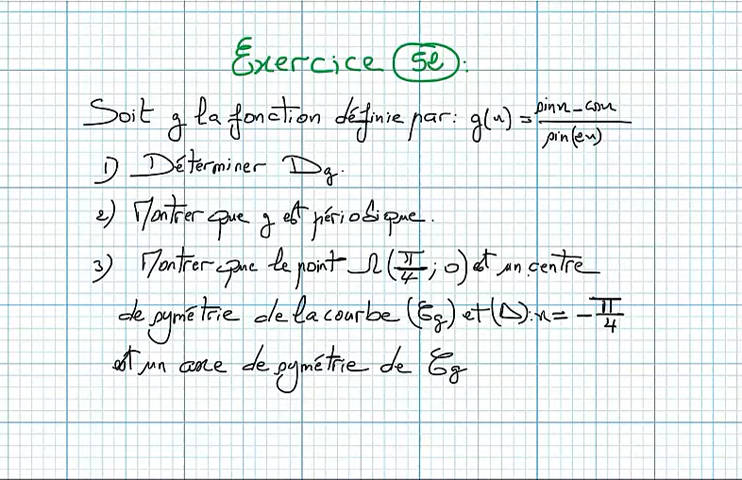 Exercice 52 :
Soit g la fonction définie par : g(x) = (sin x - cos x) / sin(2x)
1) Déterminer Dg.
2) Montrer que g est périodique.
3) Montrer que le point Ω(π/4 ; 0) est un centre
de symétrie de la courbe (Cg) et (Δ) : x = -π/4
est un axe de symétrie de Cg